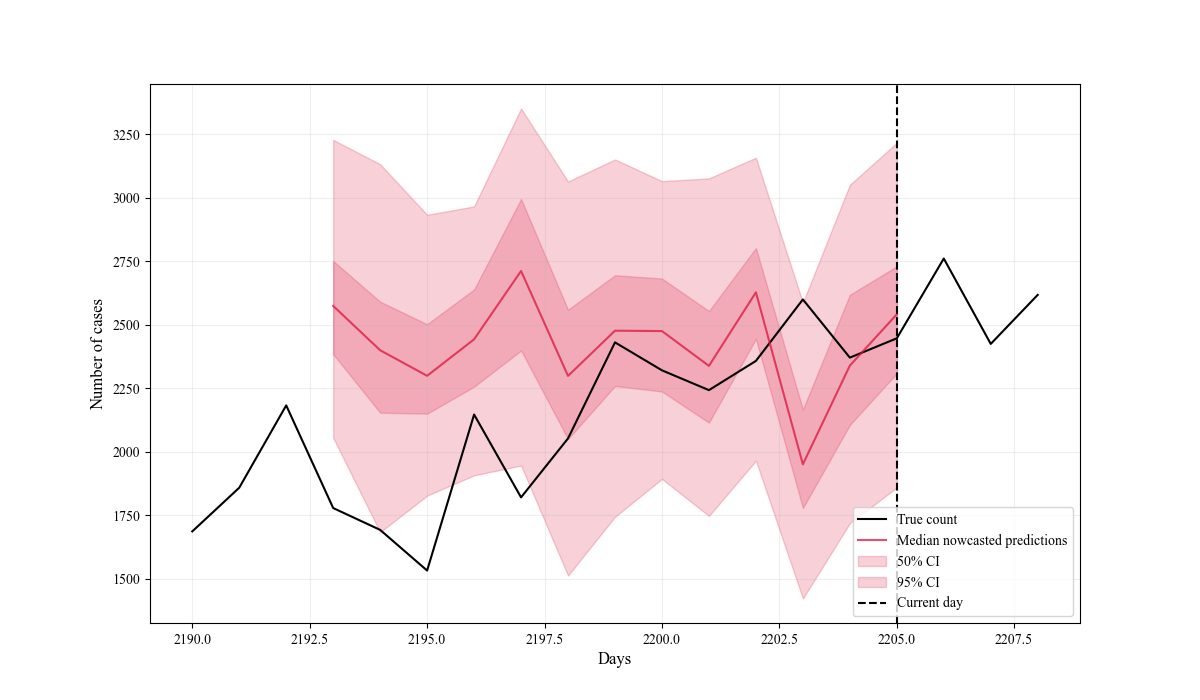 3250
3000
2750
2500
2250
2000
1750
1500
Number of cases
2190.0 2192.5 2195.0 2197.5 2200.0 2202.5 2205.0 2207.5
Days
True count
Median nowcasted predictions
50% CI
95% CI
Current day